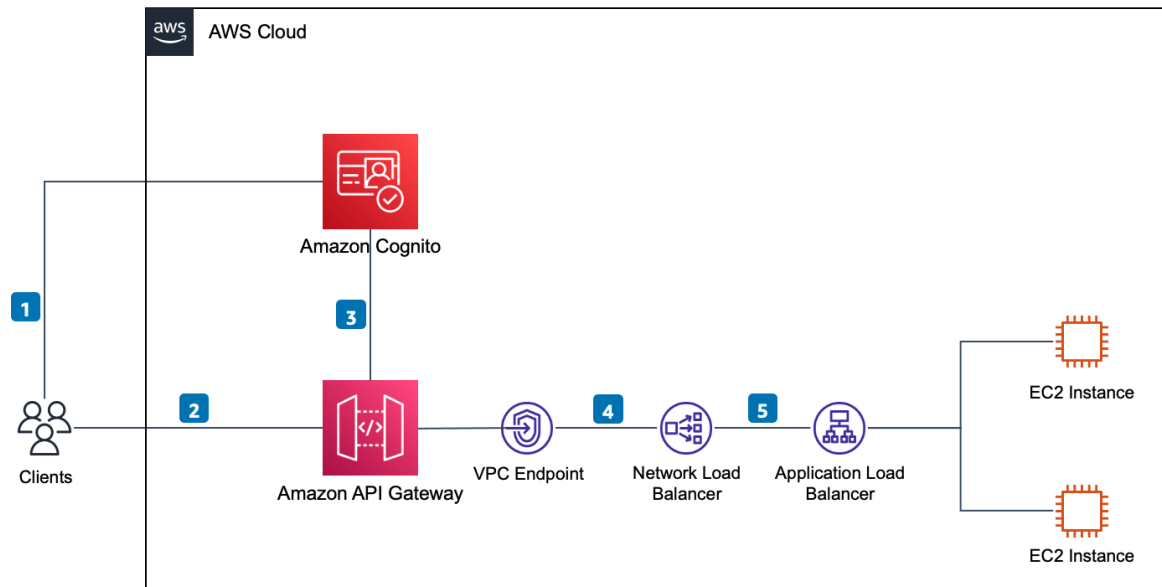 aws
AWS Cloud
Amazon Cognito
1
3
2
4
5
EC2 Instance
Clients
</>
Amazon API Gateway
VPC Endpoint
Network Load
Balancer
Application Load
Balancer
EC2 Instance